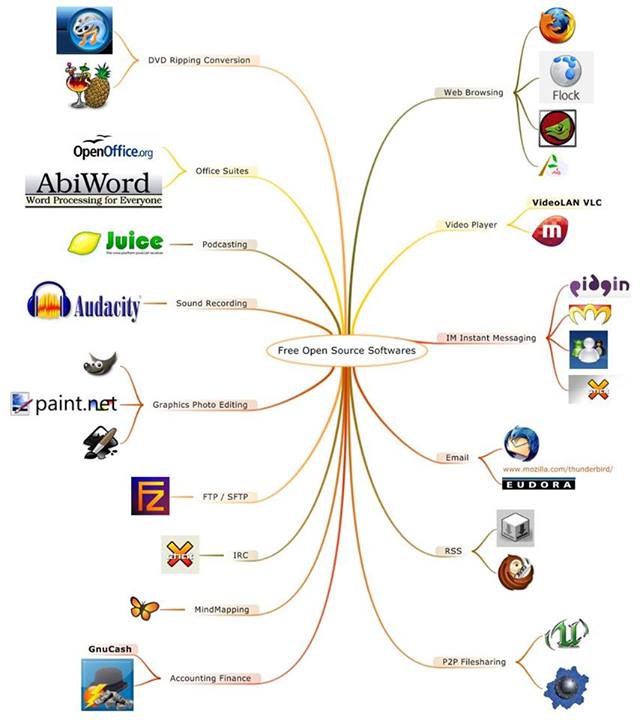 DVD Ripping Conversion
OpenOffice.org
AbiWord
Word Processing for Everyone
Office Suites
Juice
Podcasting
Audacity
Sound Recording
paint.net
Graphics Photo Editing
Fz
FTP / SFTP
IRC
MindMapping
GnuCash
Accounting Finance
Free Open Source Softwares
Web Browsing
Flock
Video Player
VideoLAN VLC
m
IM Instant Messaging
pidgin
Email
www.mozilla.com/thunderbird/
EUDORA
RSS
P2P Filesharing